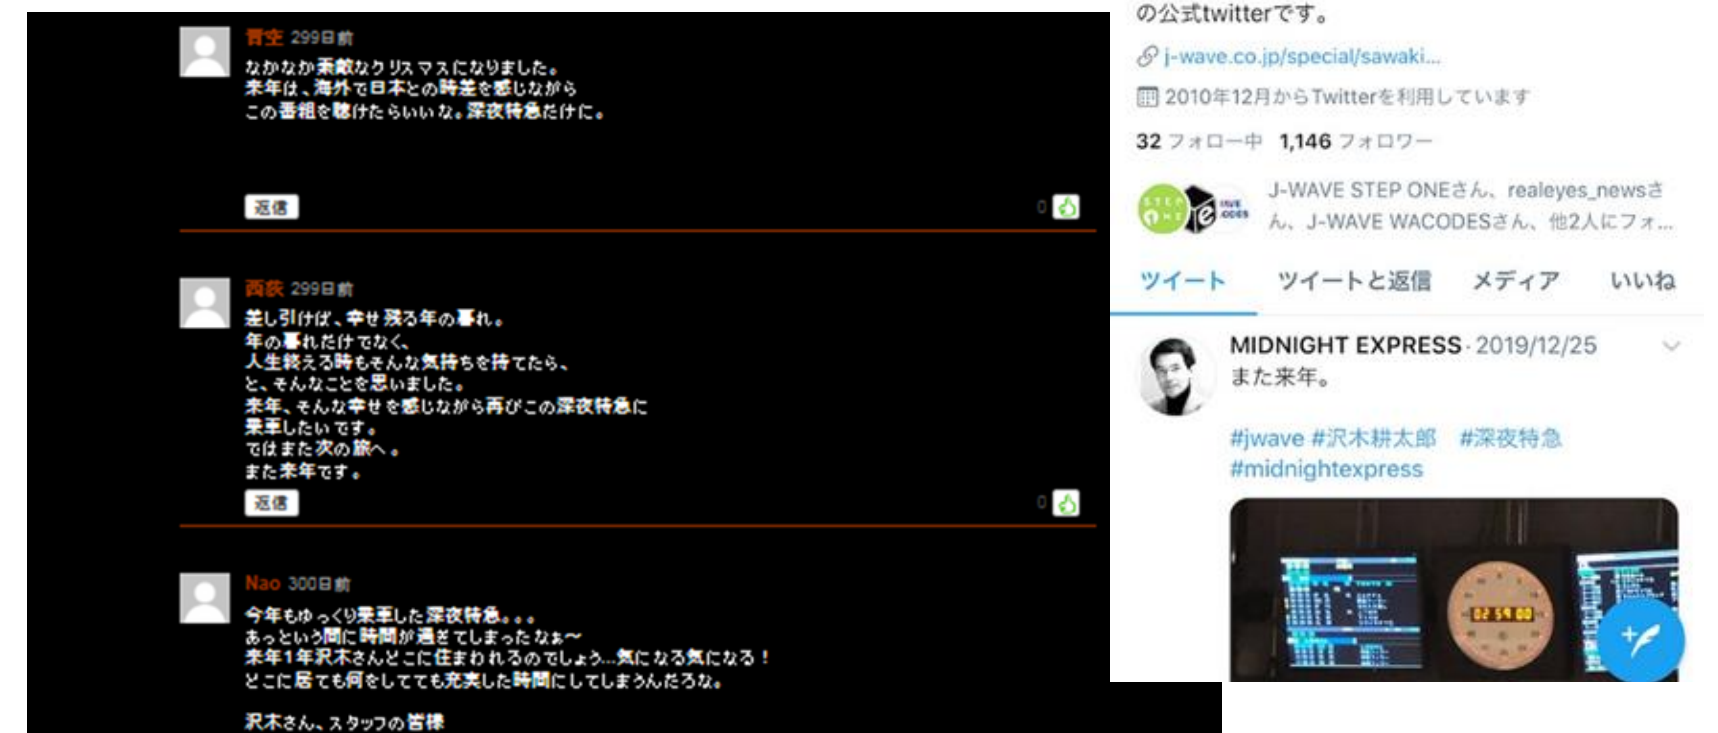 青空 299日前
なかなか素敵なクリスマスになりました。
来年は、海外で日本との時差を感じながら
この番組を聴けたらいいな。深夜特急だけに。
返信
0
西荻 299日前
差し引けば、幸せ残る年の暮れ。
年の暮れだけでなく、
人生終える時もそんな気持ちを持てたら、
と、そんなことを思いました。
来年、そんな幸せを感じながら再びこの深夜特急に
乗車したいです。
ではまた次の旅へ。
また来年です。
返信
0
Nao 300日前
今年もゆっくり乗車した深夜特急。。。
あっという間に時間が過ぎてしまったなぁ～
来年1年沢木さんどこに住まわれるのでしょう…気になる気になる！
どこに居ても何をしてても充実した時間にしてしまうんだろな。
沢木さん、スタッフの皆様
の公式twitterです。
j-wave.co.jp/special/sawaki...
2010年12月からTwitterを利用しています
32 フォロー中 1,146 フォロワー
STEP
ONE
J-WAVE STEP ONEさん、realeyes_newsさ
ん、J-WAVE WACODESさん、他2人にフォ...
ツイート ツイートと返信 メディア いいね
MIDNIGHT EXPRESS · 2019/12/25
また来年。
#jwave #沢木耕太郎 #深夜特急
#midnightexpress
02 59 00